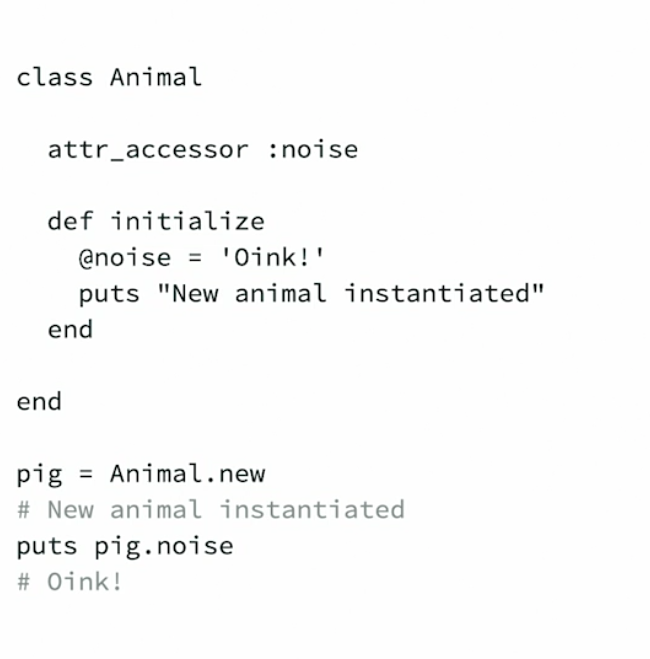 class Animal
  attr_accessor :noise
  def initialize
    @noise = 'Oink!'
    puts "New animal instantiated"
  end
end
pig = Animal.new
# New animal instantiated
puts pig.noise
# Oink!